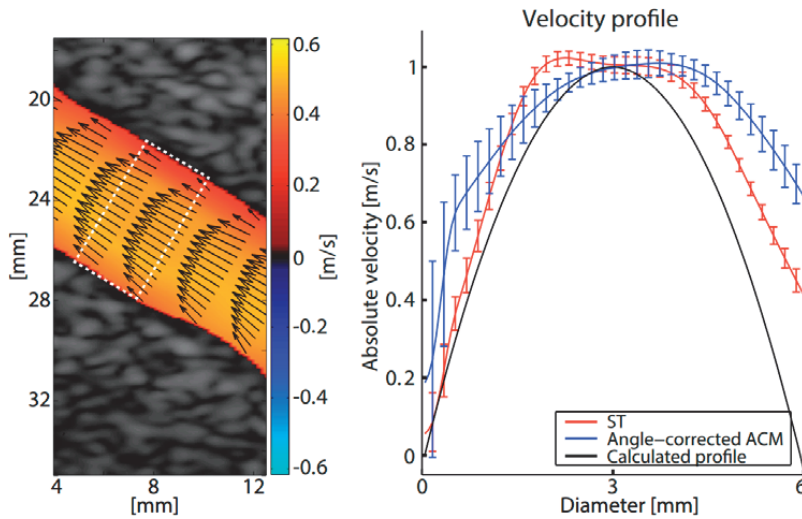 Velocity profile
20
24
28
32
[mm]
4
8
12
[mm]
0.6
0.4
0.2
0
-0.2
-0.4
-0.6
[m/s]
1
0.8
0.6
0.4
0.2
0
Absolute velocity [m/s]
0
3
6
Diameter [mm]
ST
Angle-corrected ACM
Calculated profile